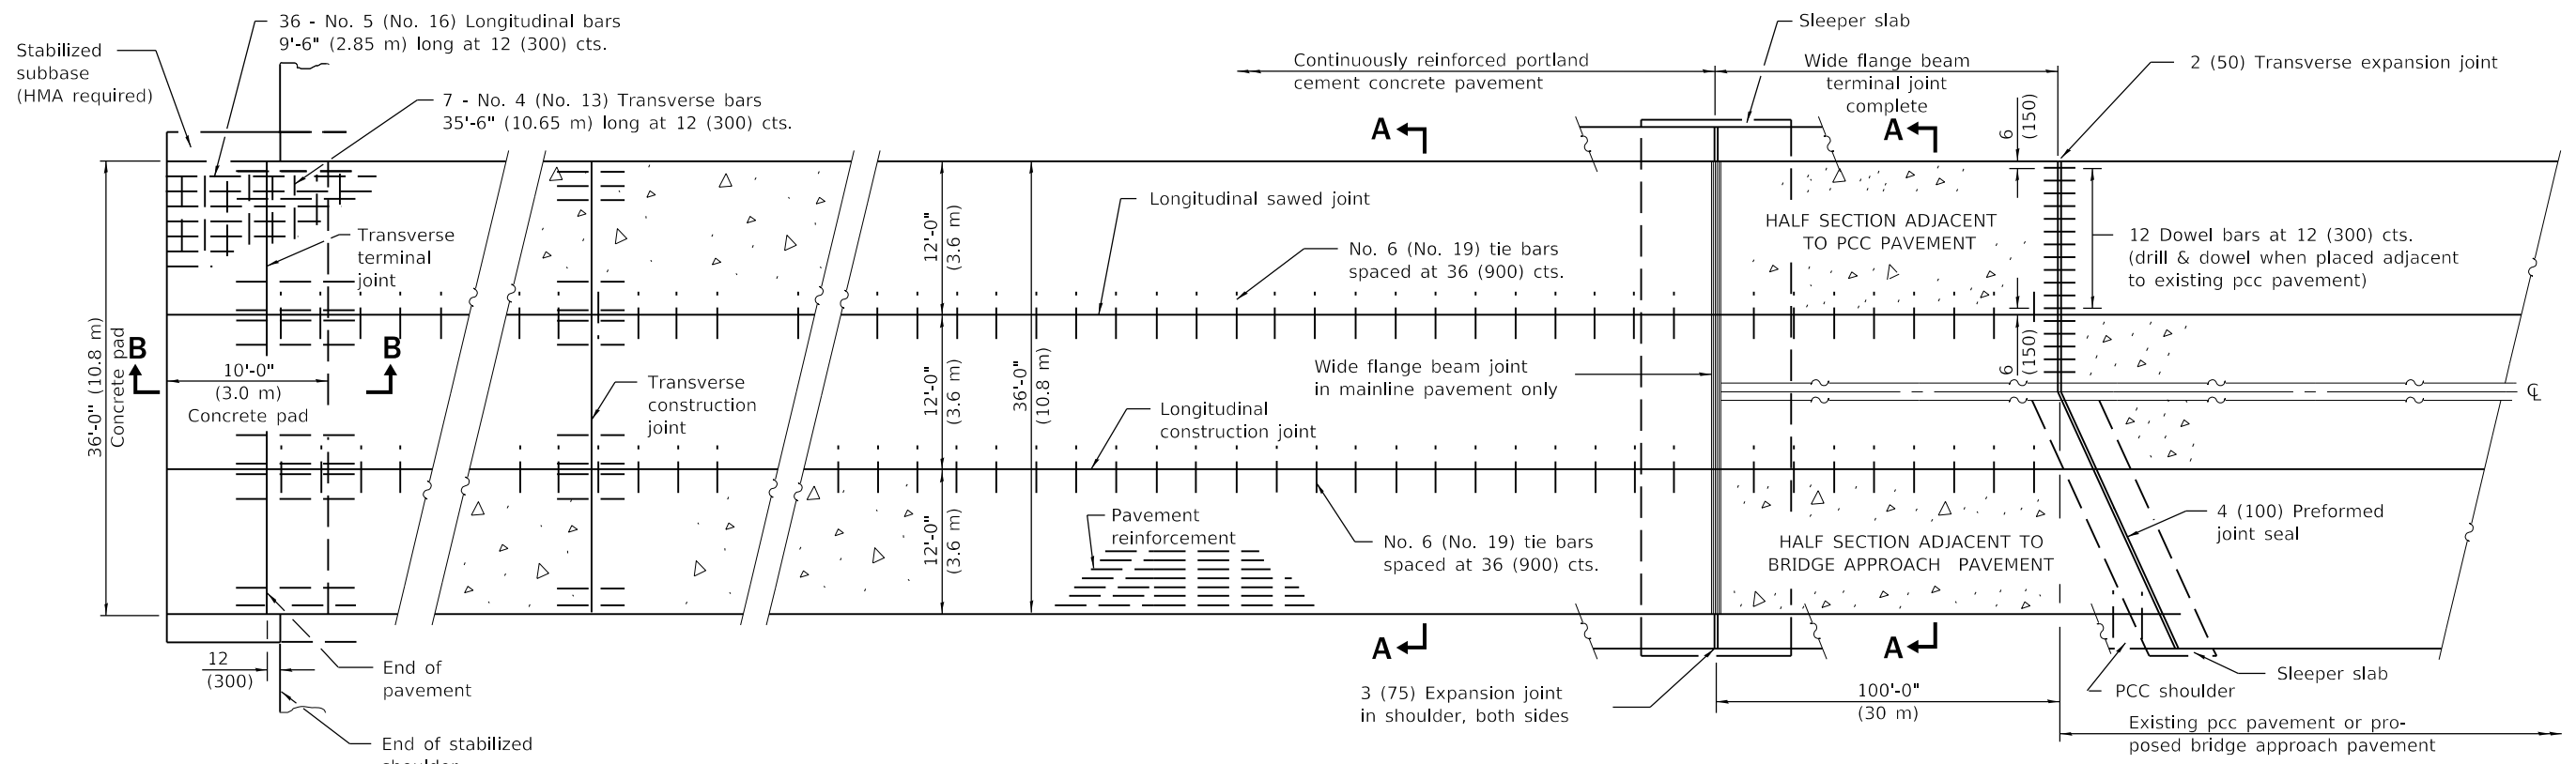 36 - No. 5 (No. 16) Longitudinal bars
9'-6" (2.85 m) long at 12 (300) cts.
Stabilized
subbase
(HMA required)
7 - No. 4 (No. 13) Transverse bars
35'-6" (10.65 m) long at 12 (300) cts.
Continuously reinforced portland
cement concrete pavement
Sleeper slab
Wide flange beam
terminal joint
complete
2 (50) Transverse expansion joint
6
(150)
A
A
Transverse
terminal
joint
12'-0"
(3.6 m)
Longitudinal sawed joint
No. 6 (No. 19) tie bars
spaced at 36 (900) cts.
HALF SECTION ADJACENT
TO PCC PAVEMENT
12 Dowel bars at 12 (300) cts.
(drill & dowel when placed adjacent
to existing pcc pavement)
36'-0" (10.8 m)
Concrete pad
B
B
10'-0"
(3.0 m)
Concrete pad
Transverse
construction
joint
12'-0"
(3.6 m)
36'-0"
(10.8 m)
Wide flange beam joint
in mainline pavement only
6
(150)
℄
Longitudinal
construction joint
12'-0"
(3.6 m)
Pavement
reinforcement
No. 6 (No. 19) tie bars
spaced at 36 (900) cts.
HALF SECTION ADJACENT TO
BRIDGE APPROACH PAVEMENT
4 (100) Preformed
joint seal
A
A
12
(300)
End of
pavement
3 (75) Expansion joint
in shoulder, both sides
100'-0"
(30 m)
PCC shoulder
Sleeper slab
Existing pcc pavement or pro-
posed bridge approach pavement
End of stabilized